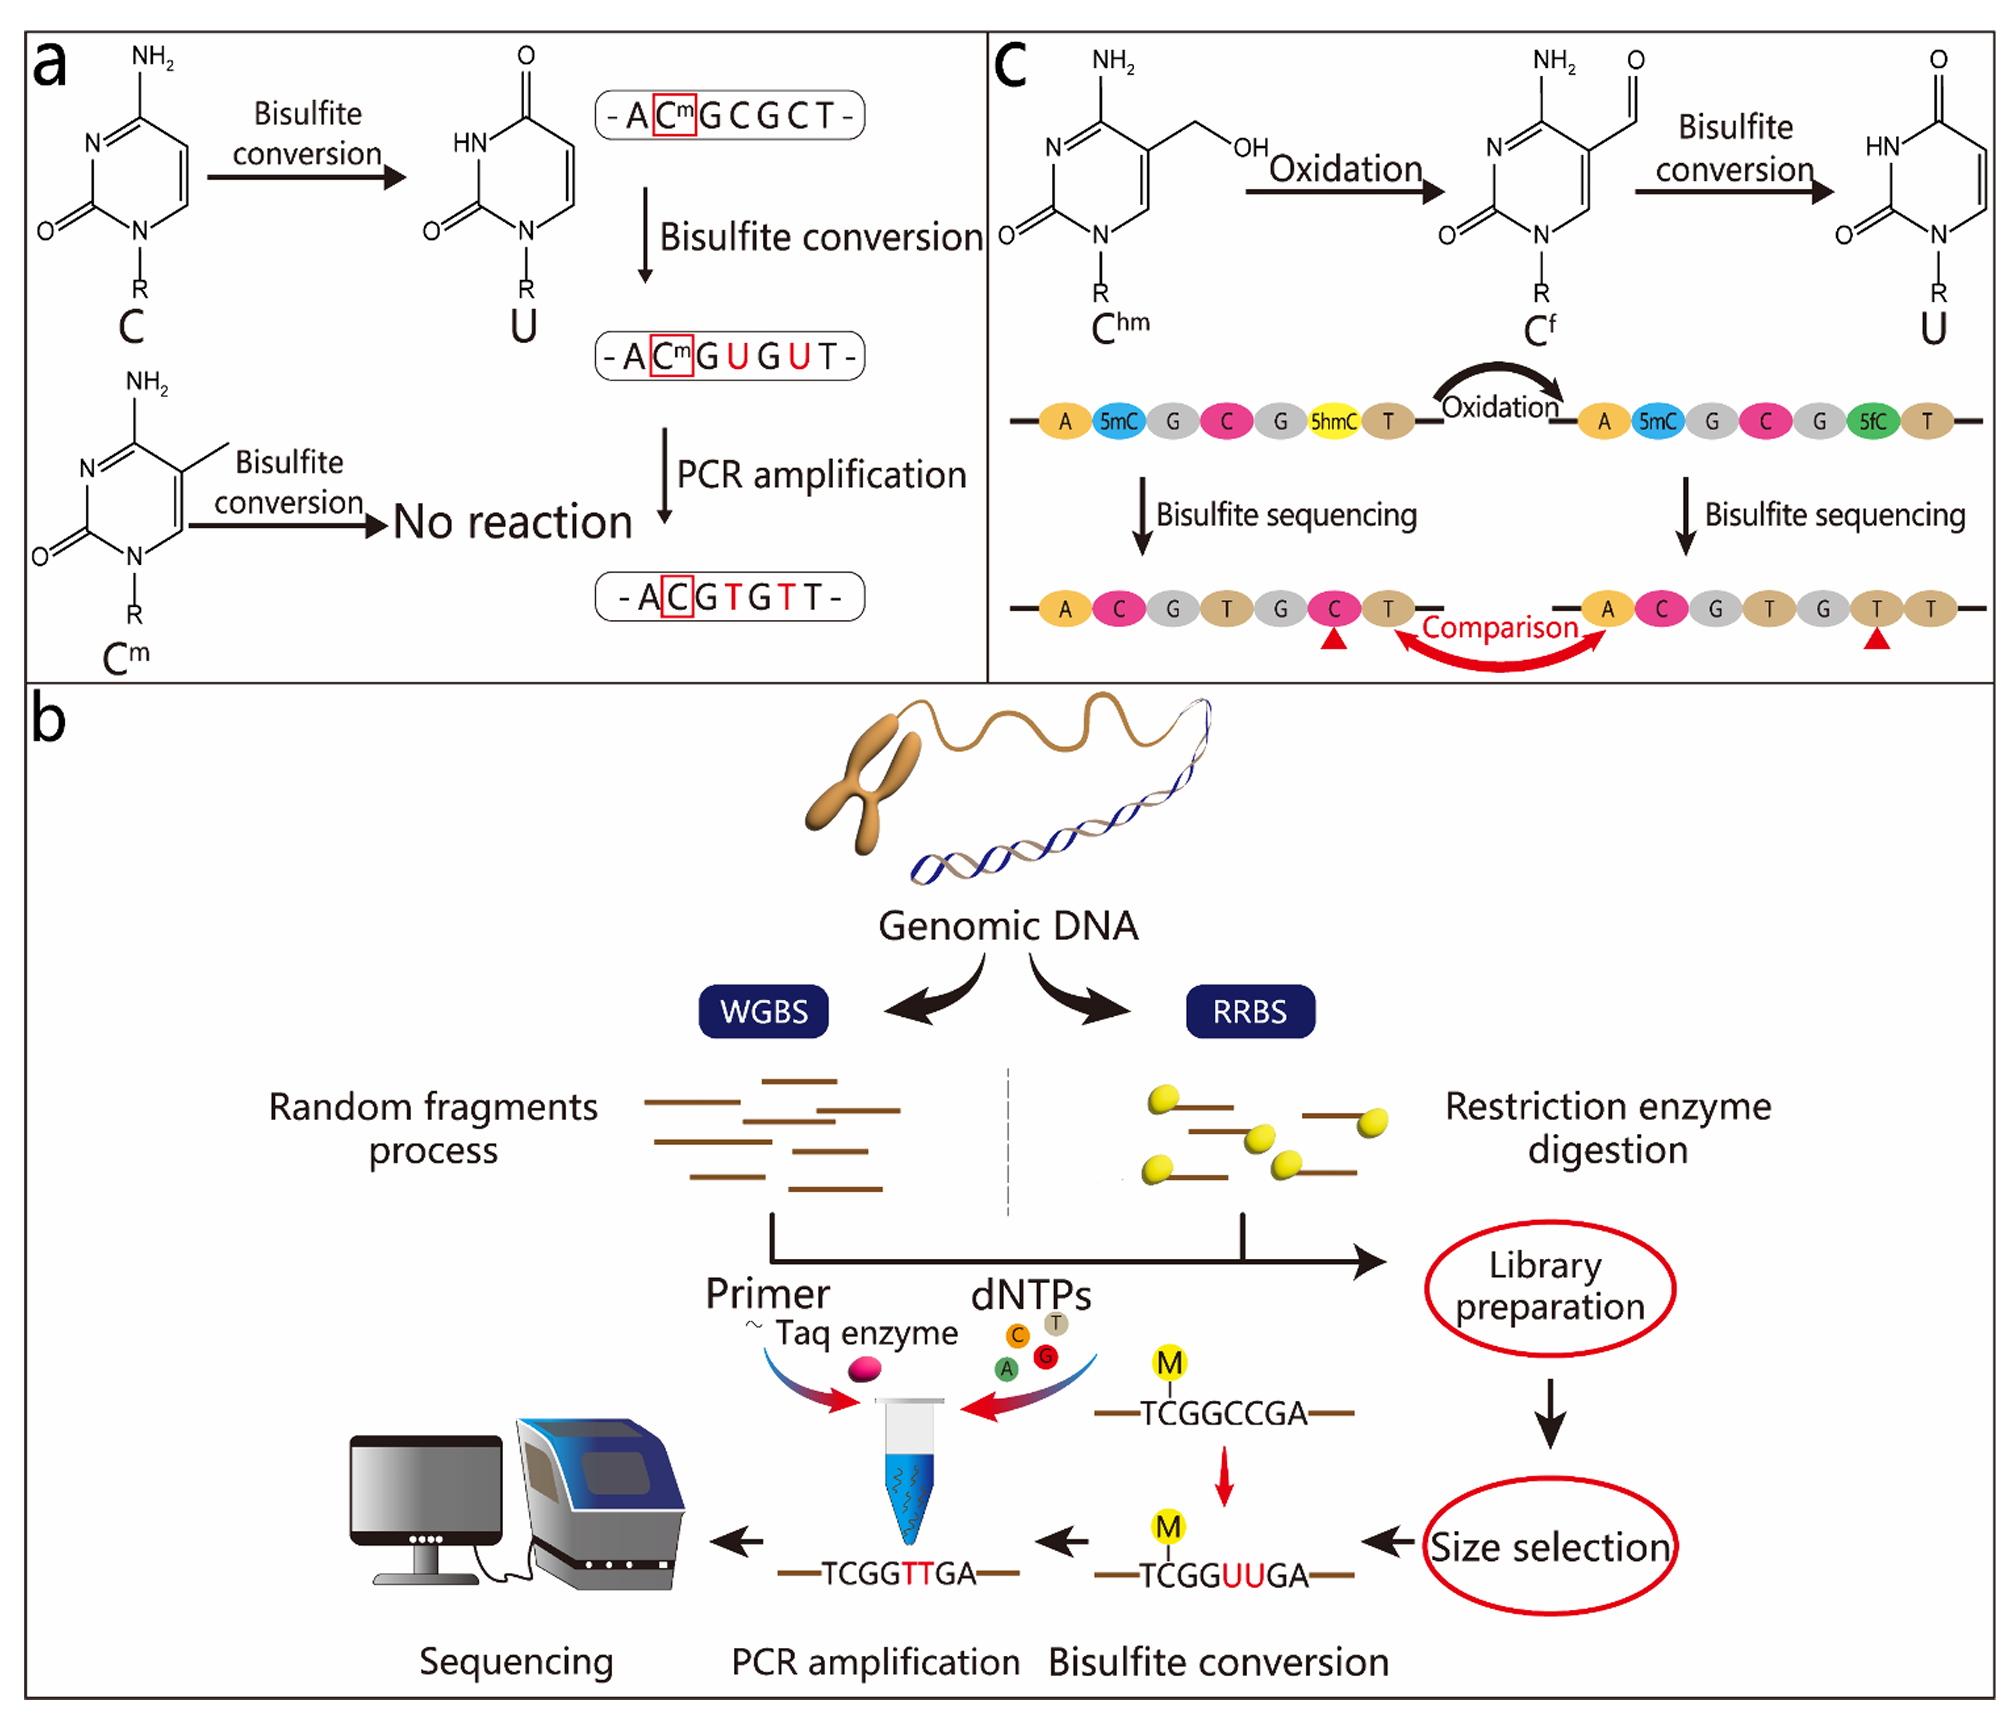 a
NH₂
N
O
N
R
C
Bisulfite
conversion
O
HN
O
N
R
U
NH₂
N
O
N
R
Cᵐ
Bisulfite
conversion
No reaction
- A Cᵐ G C G C T -
Bisulfite conversion
- A Cᵐ G U G U T -
PCR amplification
- A C G T G T T -
c
NH₂
N
OH
O
N
R
Cʰᵐ
Oxidation
NH₂
O
N
O
N
R
Cᶠ
Bisulfite
conversion
O
HN
O
N
R
U
A 5mC G C G 5hmC T
Oxidation
A 5mC G C G 5fC T
Bisulfite sequencing
Bisulfite sequencing
A C G T G C T
Comparison
A C G T G T T
b
Genomic DNA
WGBS
RRBS
Random fragments
process
Restriction enzyme
digestion
Library
preparation
Size selection
Primer
~ Taq enzyme
dNTPs
C
T
A
G
M
TCGGCCGA
M
TCGGUUGA
TCGGTTGA
Sequencing
PCR amplification
Bisulfite conversion